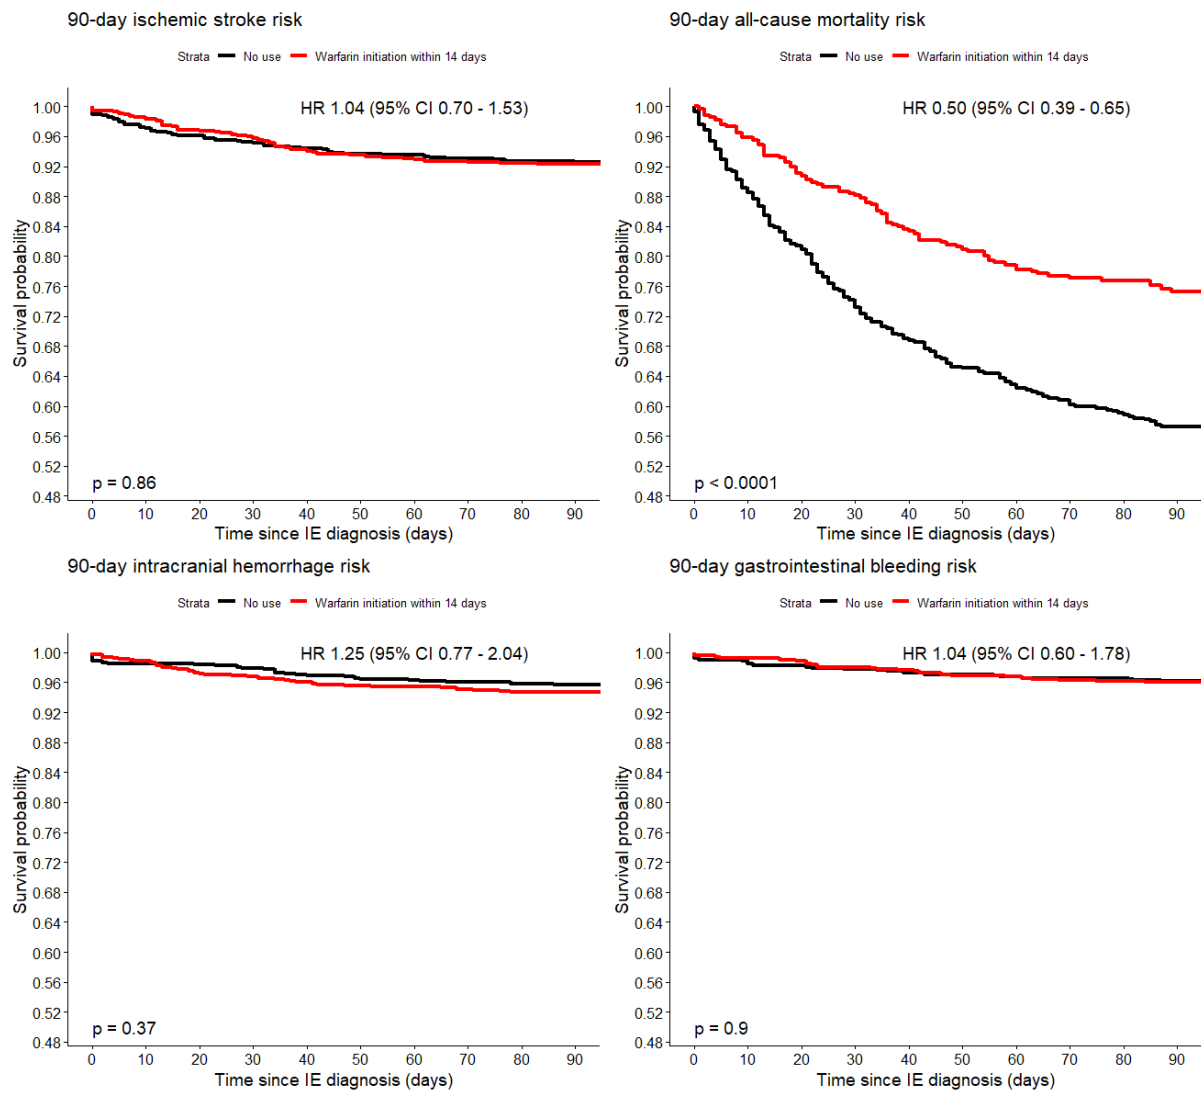 90-day ischemic stroke risk
Strata No use Warfarin initiation within 14 days
HR 1.04 (95% CI 0.70 - 1.53)
1.00
0.96
0.92
0.88
0.84
0.80
0.76
0.72
0.68
0.64
0.60
0.56
0.52
0.48
Survival probability
p = 0.86
0 10 20 30 40 50 60 70 80 90
Time since IE diagnosis (days)
90-day all-cause mortality risk
Strata No use Warfarin initiation within 14 days
HR 0.50 (95% CI 0.39 - 0.65)
1.00
0.96
0.92
0.88
0.84
0.80
0.76
0.72
0.68
0.64
0.60
0.56
0.52
0.48
Survival probability
p < 0.0001
0 10 20 30 40 50 60 70 80 90
Time since IE diagnosis (days)
90-day intracranial hemorrhage risk
Strata No use Warfarin initiation within 14 days
HR 1.25 (95% CI 0.77 - 2.04)
1.00
0.96
0.92
0.88
0.84
0.80
0.76
0.72
0.68
0.64
0.60
0.56
0.52
0.48
Survival probability
p = 0.37
0 10 20 30 40 50 60 70 80 90
Time since IE diagnosis (days)
90-day gastrointestinal bleeding risk
Strata No use Warfarin initiation within 14 days
HR 1.04 (95% CI 0.60 - 1.78)
1.00
0.96
0.92
0.88
0.84
0.80
0.76
0.72
0.68
0.64
0.60
0.56
0.52
0.48
Survival probability
p = 0.9
0 10 20 30 40 50 60 70 80 90
Time since IE diagnosis (days)